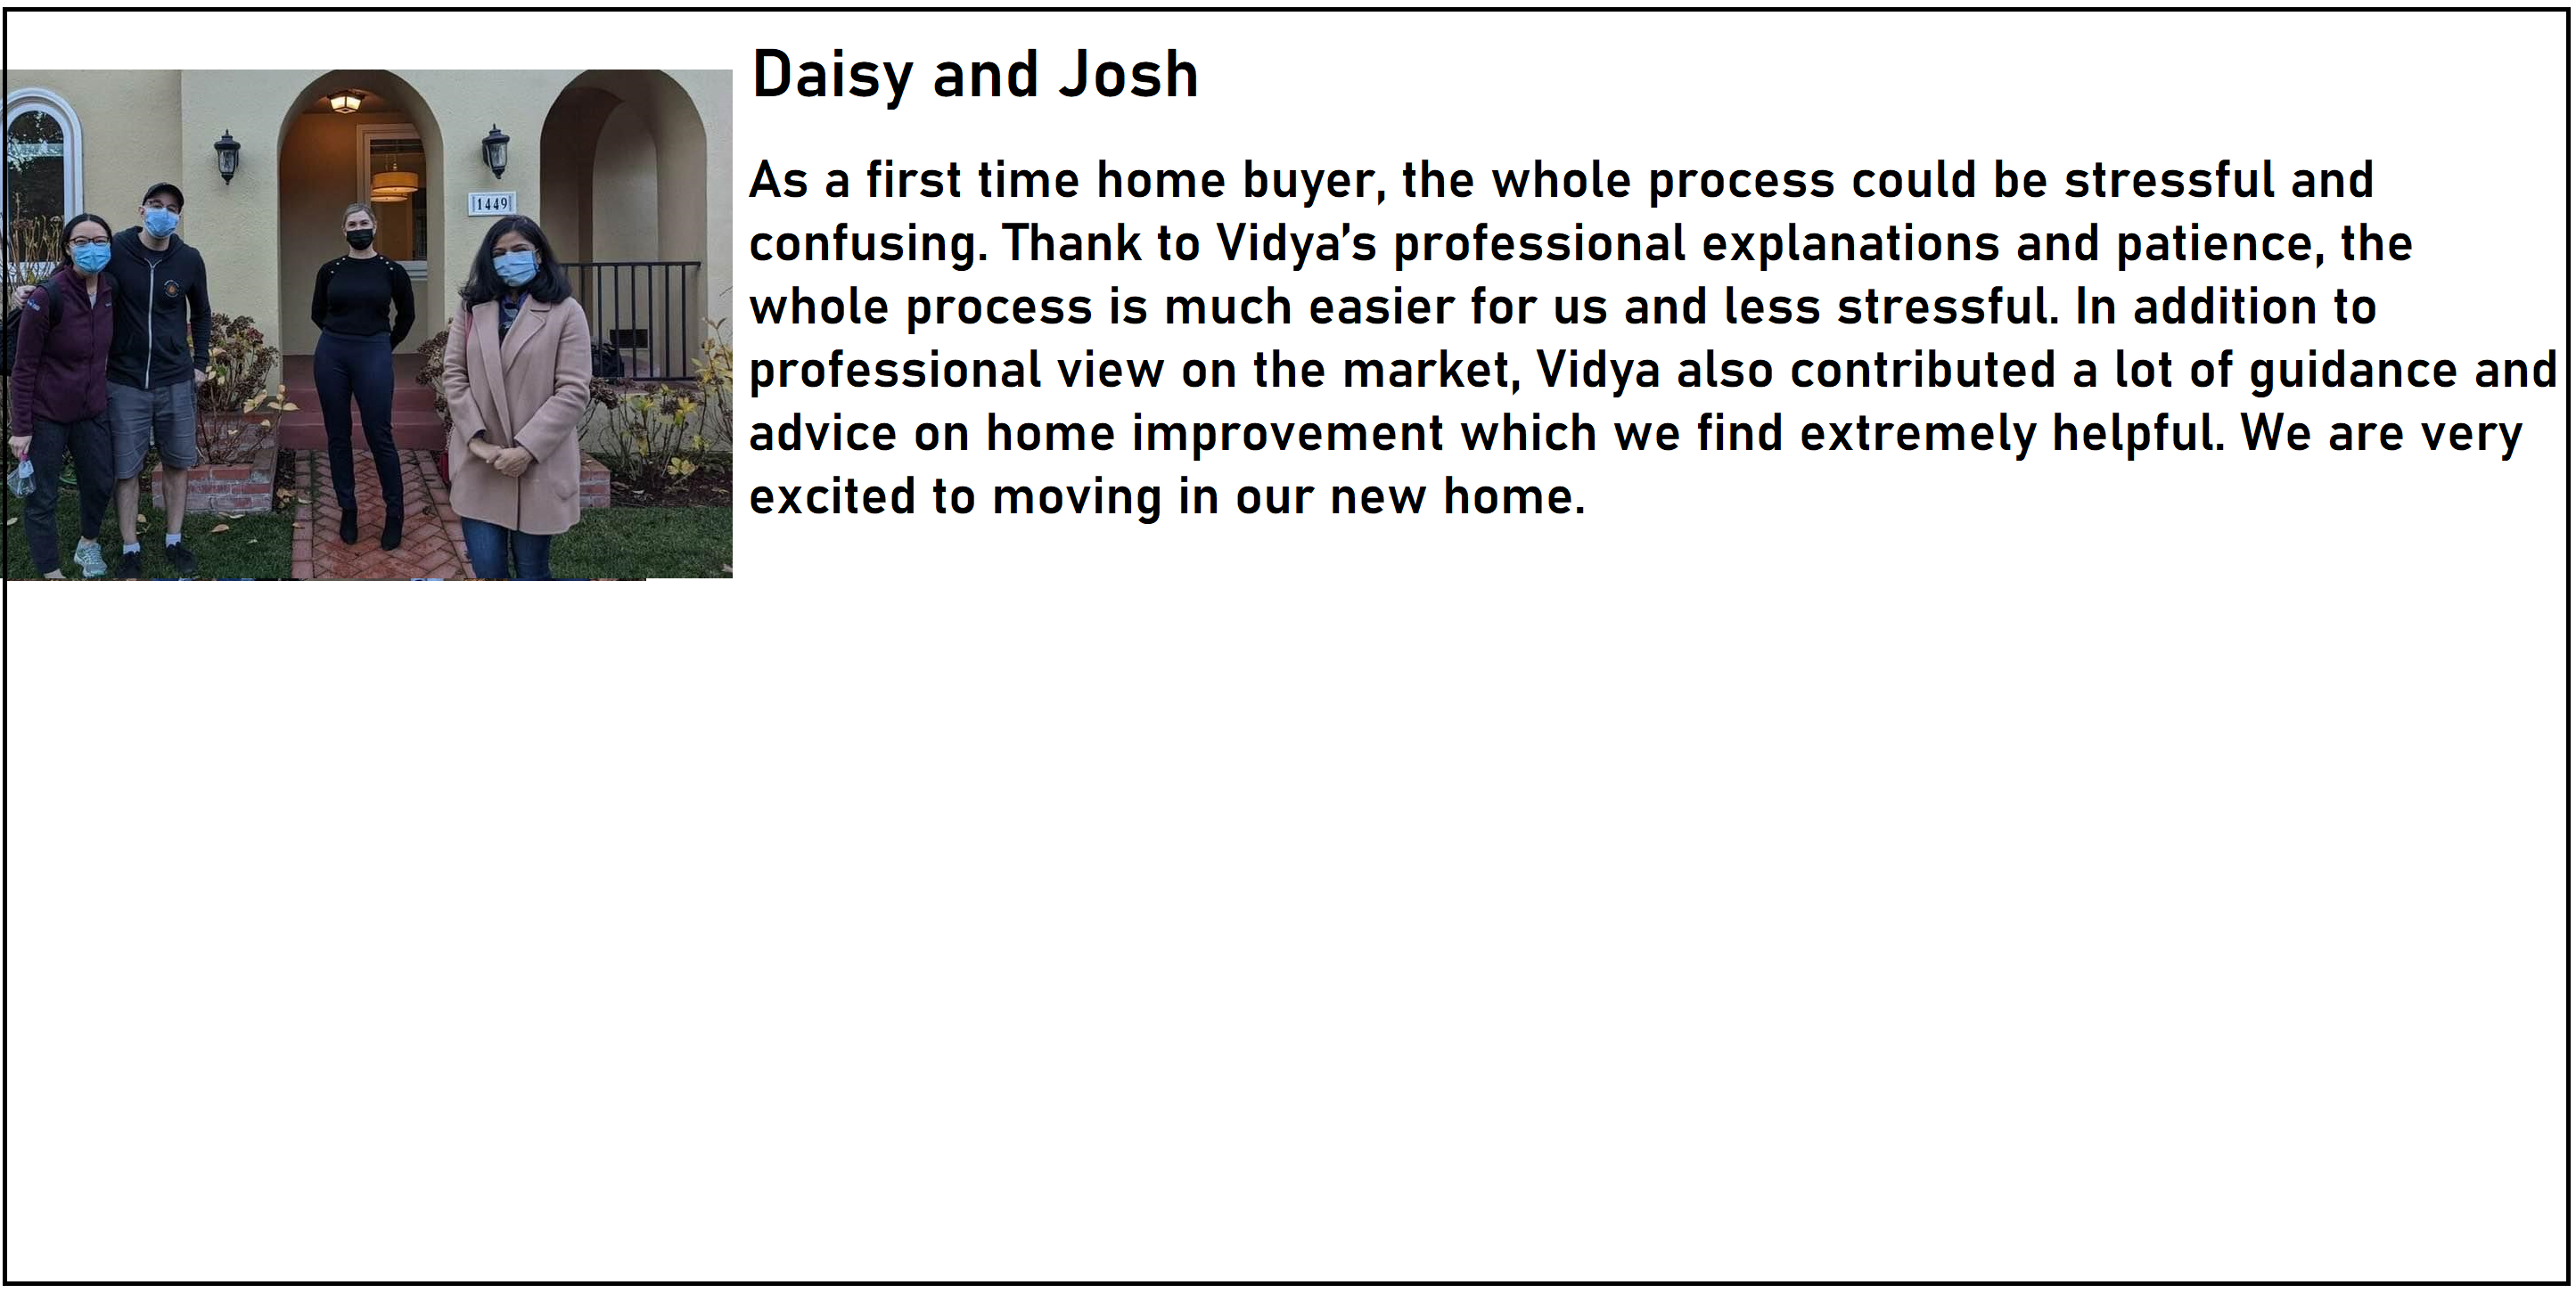 Daisy and Josh
As a first time home buyer, the whole process could be stressful and
confusing. Thank to Vidya's professional explanations and patience, the
whole process is much easier for us and less stressful. In addition to
professional view on the market, Vidya also contributed a lot of guidance and
advice on home improvement which we find extremely helpful. We are very
excited to moving in our new home.
1449